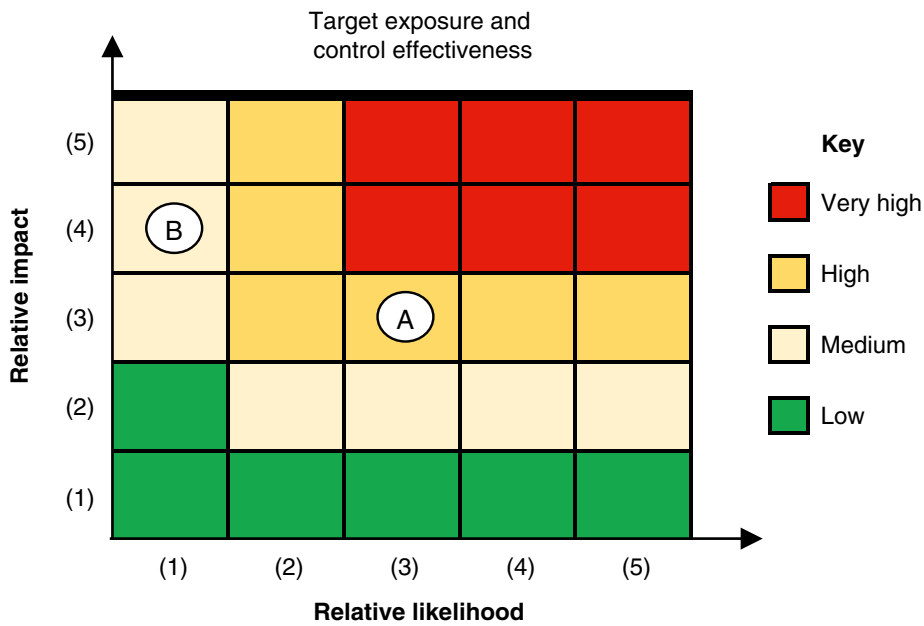 Target exposure and
control effectiveness
Relative impact
(5)
(4)
(3)
(2)
(1)
B
A
(1)
(2)
(3)
(4)
(5)
Relative likelihood
Key
Very high
High
Medium
Low